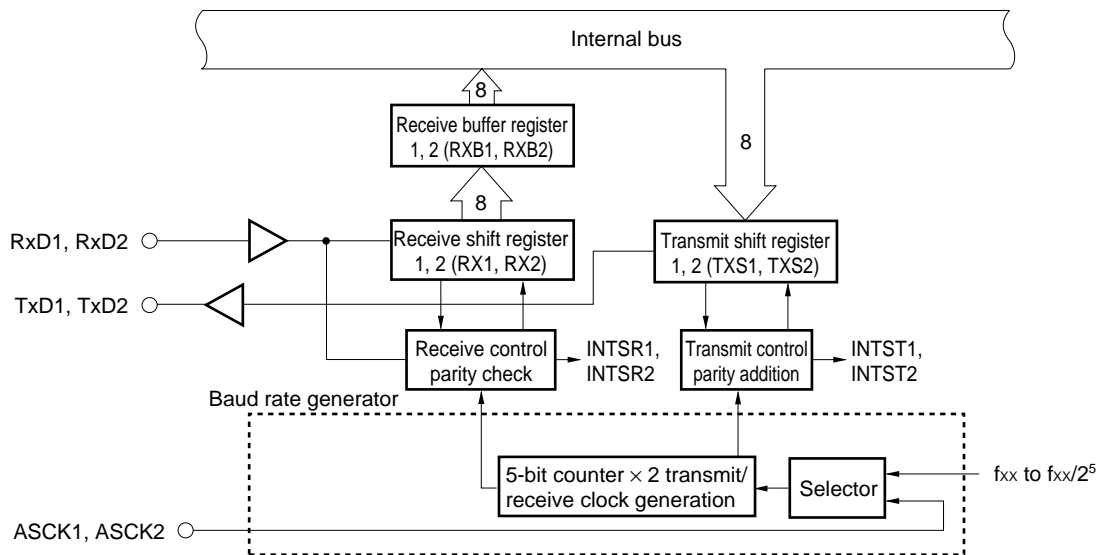 Internal bus
8
Receive buffer register
1, 2 (RXB1, RXB2)
8
8
RxD1, RxD2
Receive shift register
1, 2 (RX1, RX2)
Transmit shift register
1, 2 (TXS1, TXS2)
TxD1, TxD2
Receive control
parity check
INTSR1,
INTSR2
Transmit control
parity addition
INTST1,
INTST2
Baud rate generator
5-bit counter × 2 transmit/
receive clock generation
Selector
fxx to fxx/2⁵
ASCK1, ASCK2